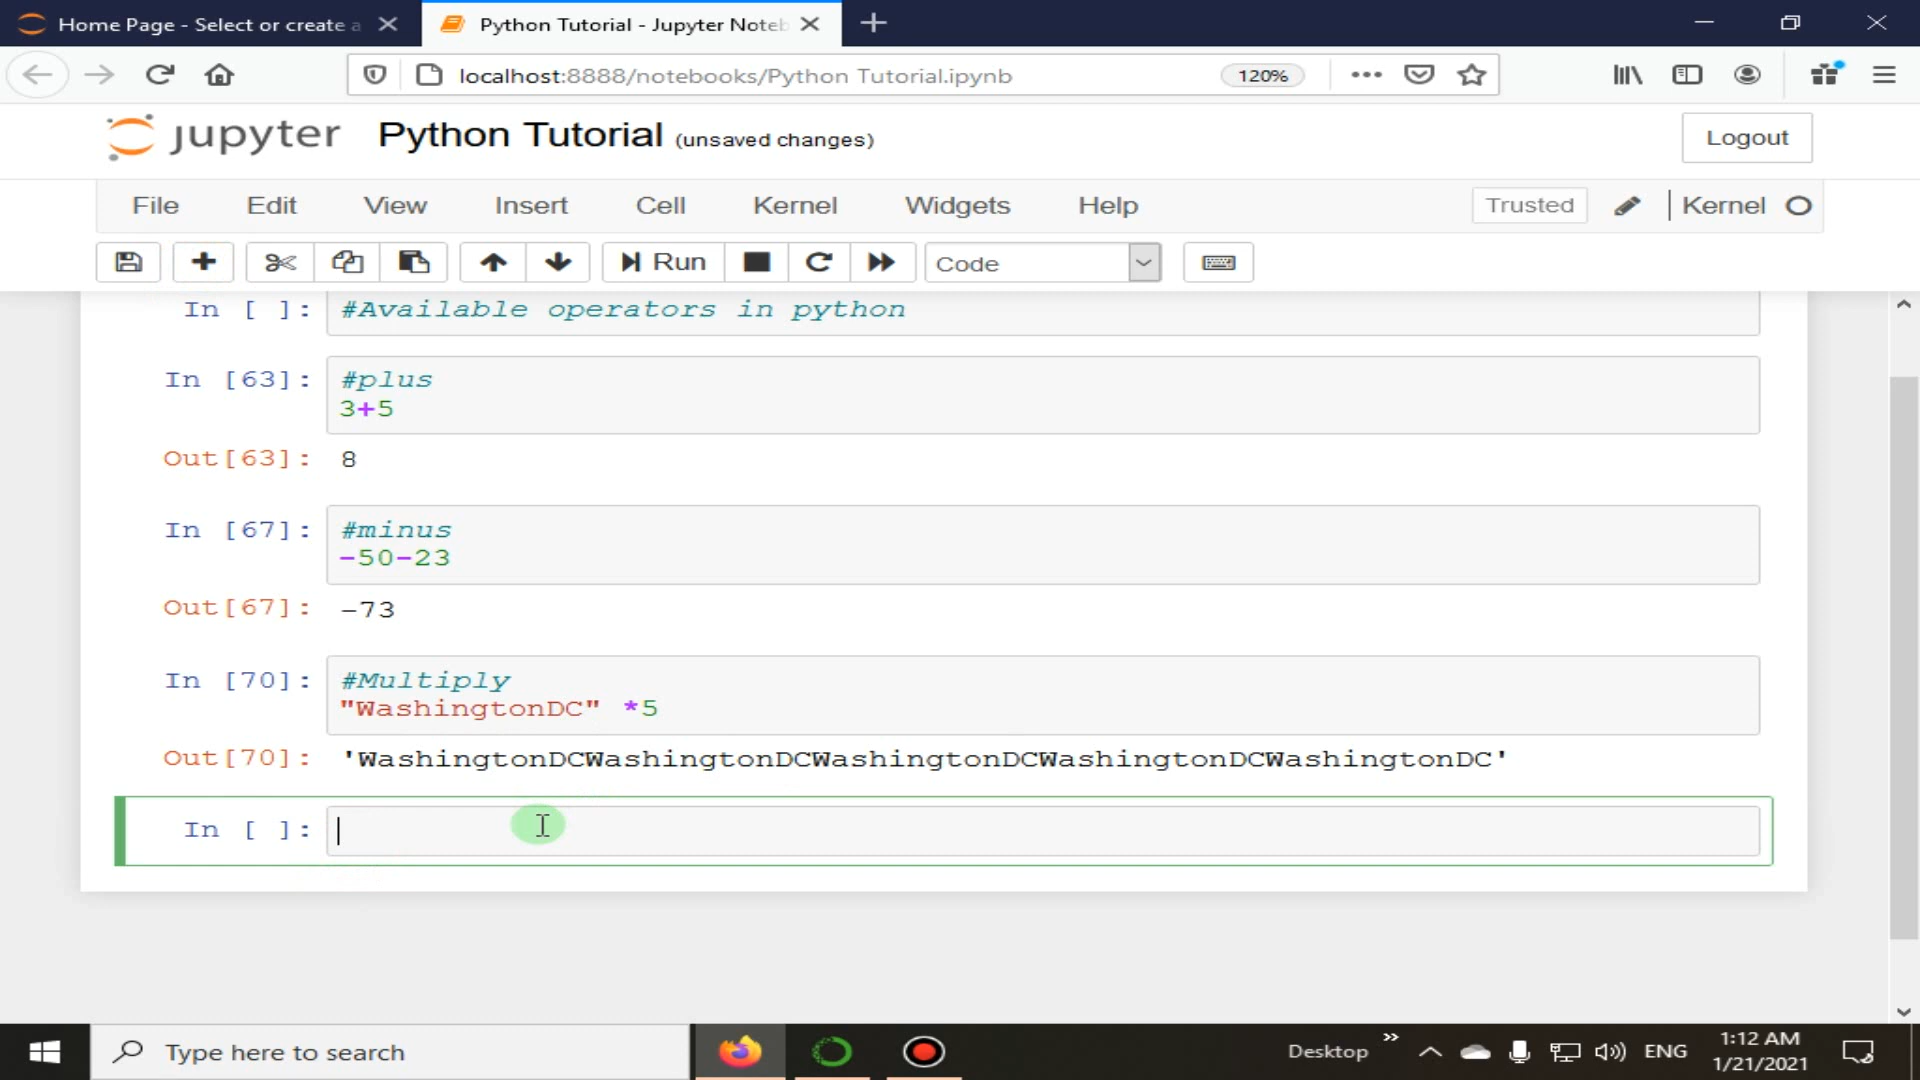 Home Page - Select or create a
Python Tutorial - Jupyter Noteb
localhost:8888/notebooks/Python Tutorial.ipynb
120%
jupyter Python Tutorial (unsaved changes)
Logout
File Edit View Insert Cell Kernel Widgets Help
Trusted
Kernel
Run
Code
In [ ]: #Available operators in python
In [63]: #plus
3+5
Out[63]: 8
In [67]: #minus
-50-23
Out[67]: -73
In [70]: #Multiply
"WashingtonDC" *5
Out[70]: 'WashingtonDCWashingtonDCWashingtonDCWashingtonDCWashingtonDC'
In [ ]:
Type here to search
Desktop
ENG
1:12 AM
1/21/2021